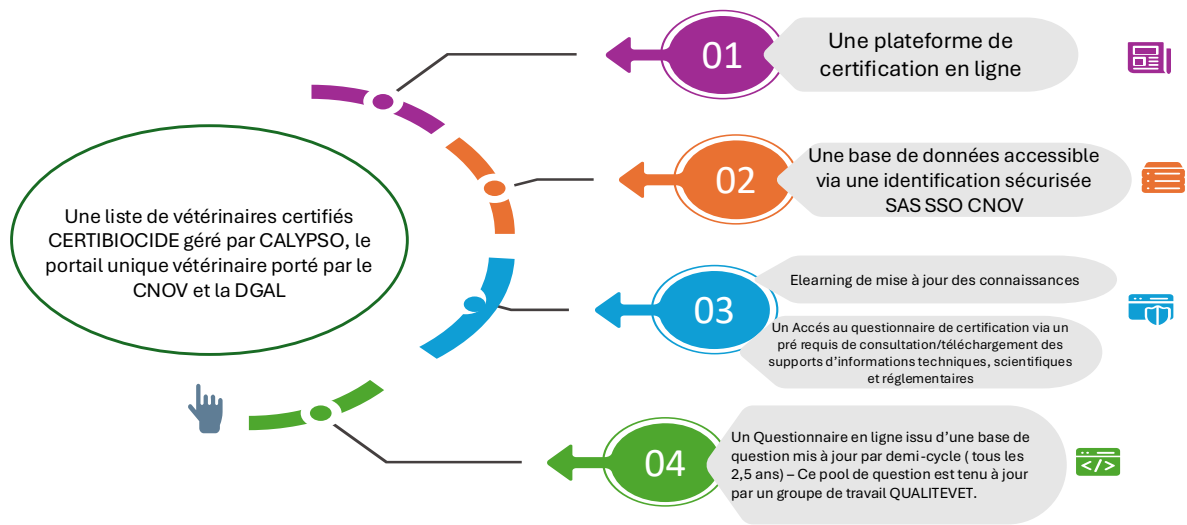 Une liste de vétérinaires certifiés
CERTIBIOCIDE géré par CALYPSO, le
portail unique vétérinaire porté par le
CNOV et la DGAL
01
Une plateforme de
certification en ligne
02
Une base de données accessible
via une identification sécurisée
SAS SSO CNOV
03
Elearning de mise à jour des connaissances
Un Accés au questionnaire de certification via un
pré requis de consultation/téléchargement des
supports d’informations techniques, scientifiques
et réglementaires
04
Un Questionnaire en ligne issu d’une base de
question mis à jour par demi-cycle ( tous les
2,5 ans) – Ce pool de question est tenu à jour
par un groupe de travail QUALITEVET.
</>